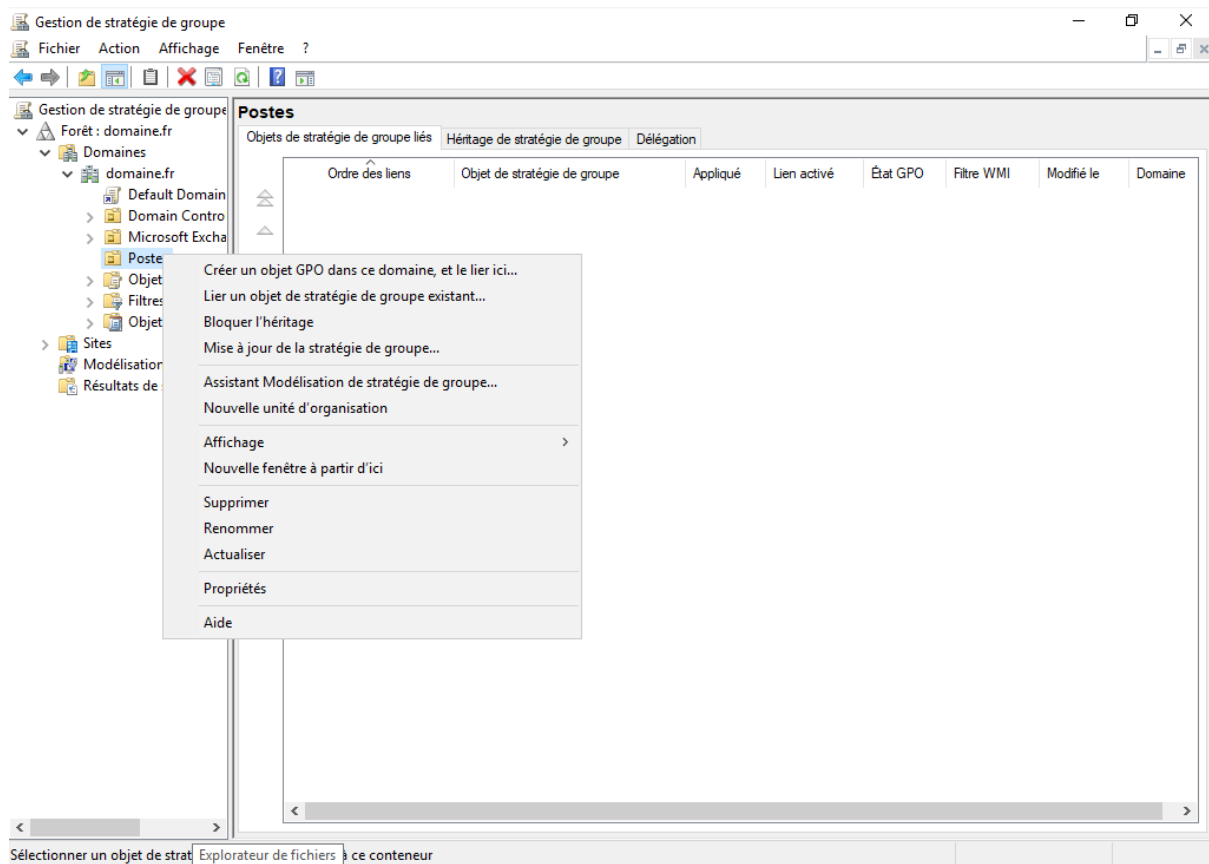 Gestion de stratégie de groupe
Fichier Action Affichage Fenêtre ?
Gestion de stratégie de groupe
Forêt : domaine.fr
Domaines
domaine.fr
Default Domain
Domain Contro
Microsoft Excha
Poste
Objet
Filtres
Objet
Sites
Modélisation
Résultats de
Postes
Objets de stratégie de groupe liés Héritage de stratégie de groupe Délégation
Ordre des liens Objet de stratégie de groupe Appliqué Lien activé État GPO Filtre WMI Modifié le Domaine
Créer un objet GPO dans ce domaine, et le lier ici...
Lier un objet de stratégie de groupe existant...
Bloquer l'héritage
Mise à jour de la stratégie de groupe...
Assistant Modélisation de stratégie de groupe...
Nouvelle unité d'organisation
Affichage
Nouvelle fenêtre à partir d'ici
Supprimer
Renommer
Actualiser
Propriétés
Aide
Sélectionner un objet de strat Explorateur de fichiers à ce conteneur